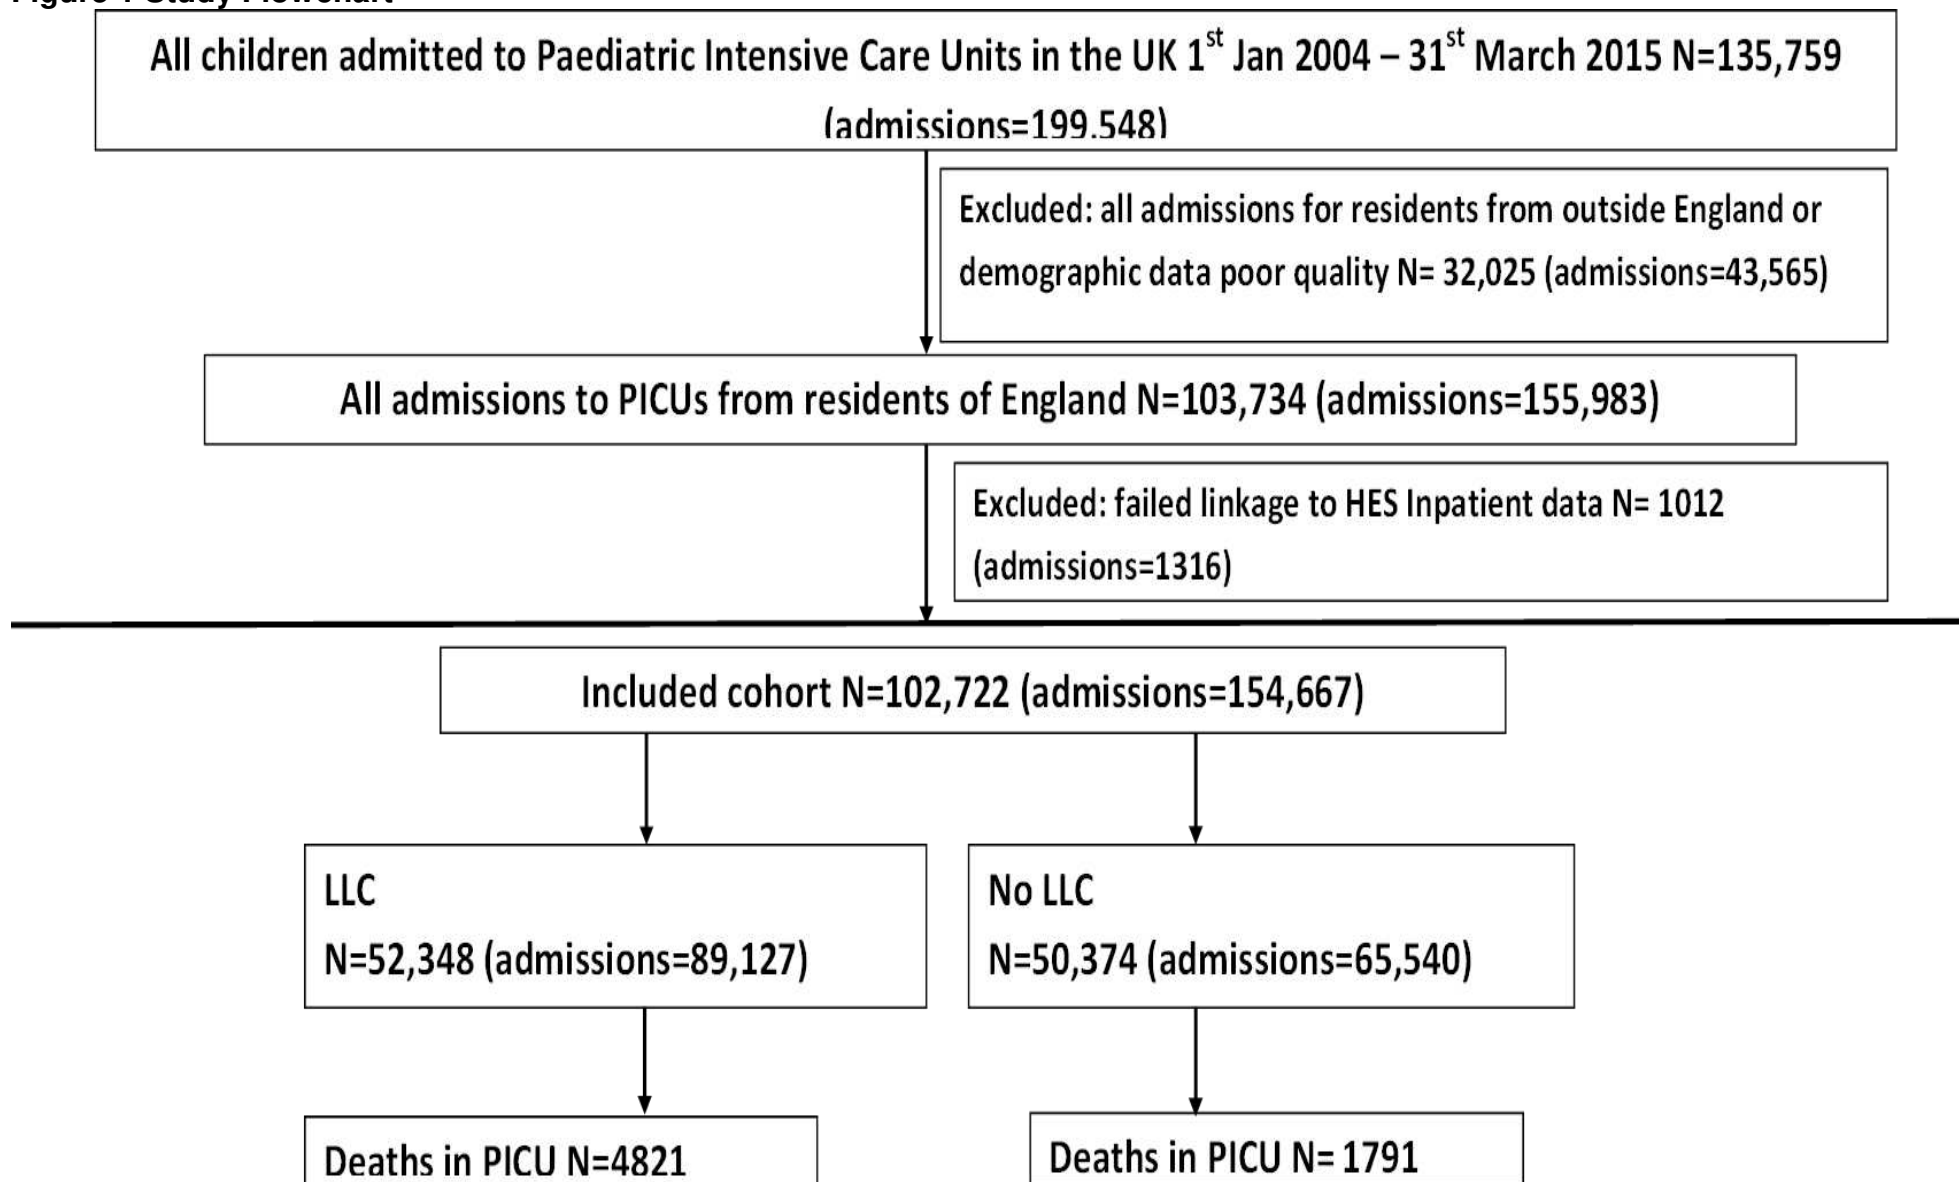 Figure 1 Study Flowchart
All children admitted to Paediatric Intensive Care Units in the UK 1st Jan 2004 – 31st March 2015 N=135,759
(admissions=199,548)
Excluded: all admissions for residents from outside England or
demographic data poor quality N= 32,025 (admissions=43,565)
All admissions to PICUs from residents of England N=103,734 (admissions=155,983)
Excluded: failed linkage to HES Inpatient data N= 1012
(admissions=1316)
Included cohort N=102,722 (admissions=154,667)
LLC
N=52,348 (admissions=89,127)
No LLC
N=50,374 (admissions=65,540)
Deaths in PICU N=4821
Deaths in PICU N= 1791